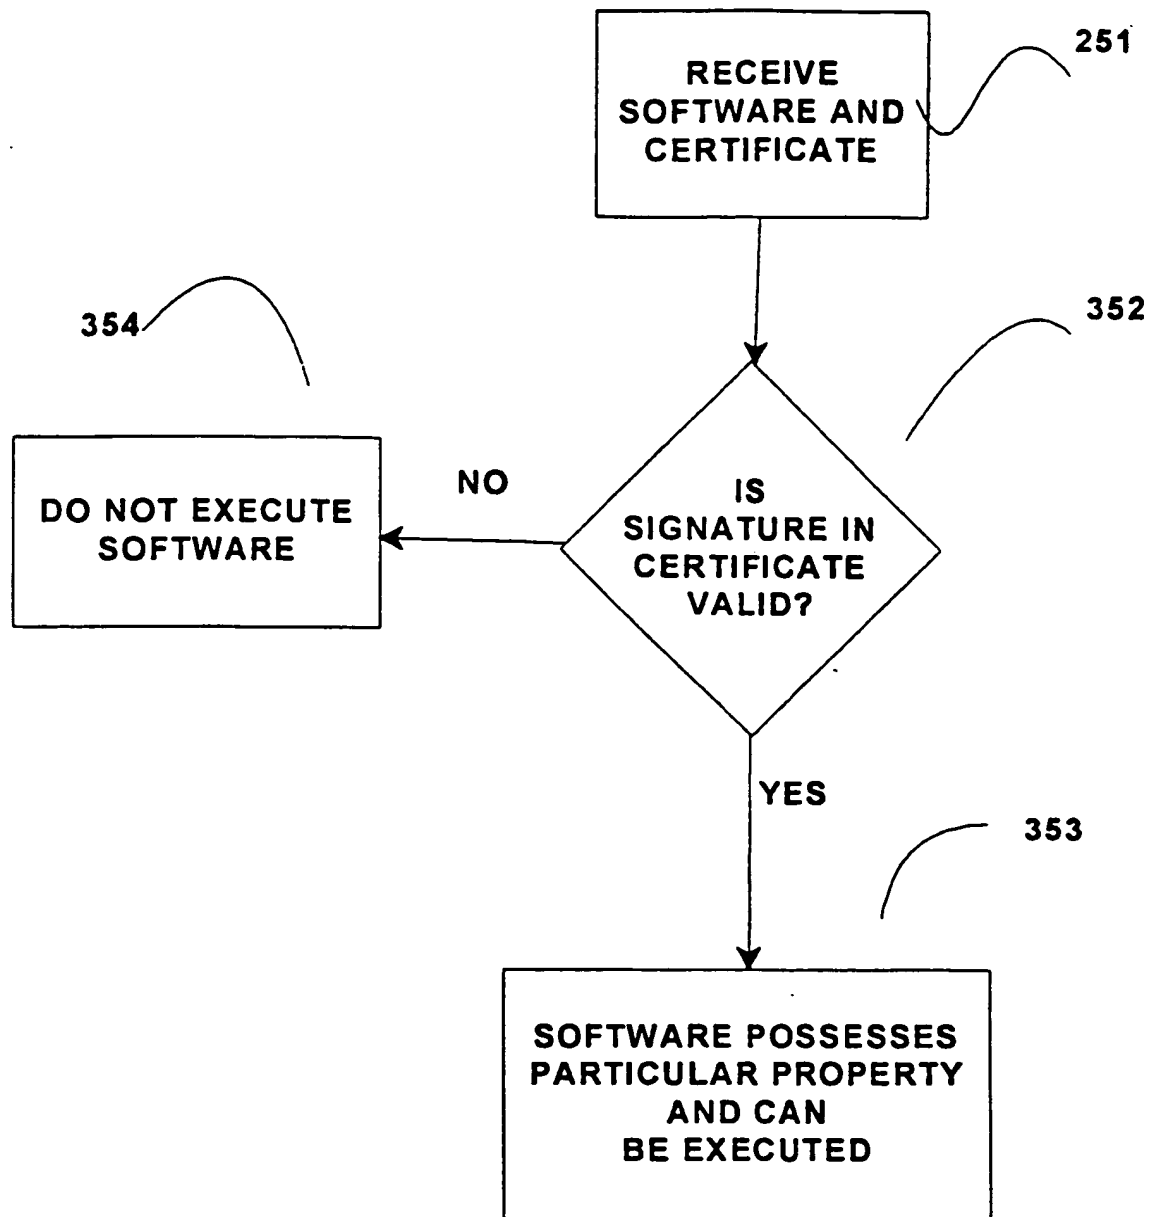 251
RECEIVE
SOFTWARE AND
CERTIFICATE
352
354
NO
IS
SIGNATURE IN
CERTIFICATE
VALID?
DO NOT EXECUTE
SOFTWARE
YES
353
SOFTWARE POSSESSES
PARTICULAR PROPERTY
AND CAN
BE EXECUTED